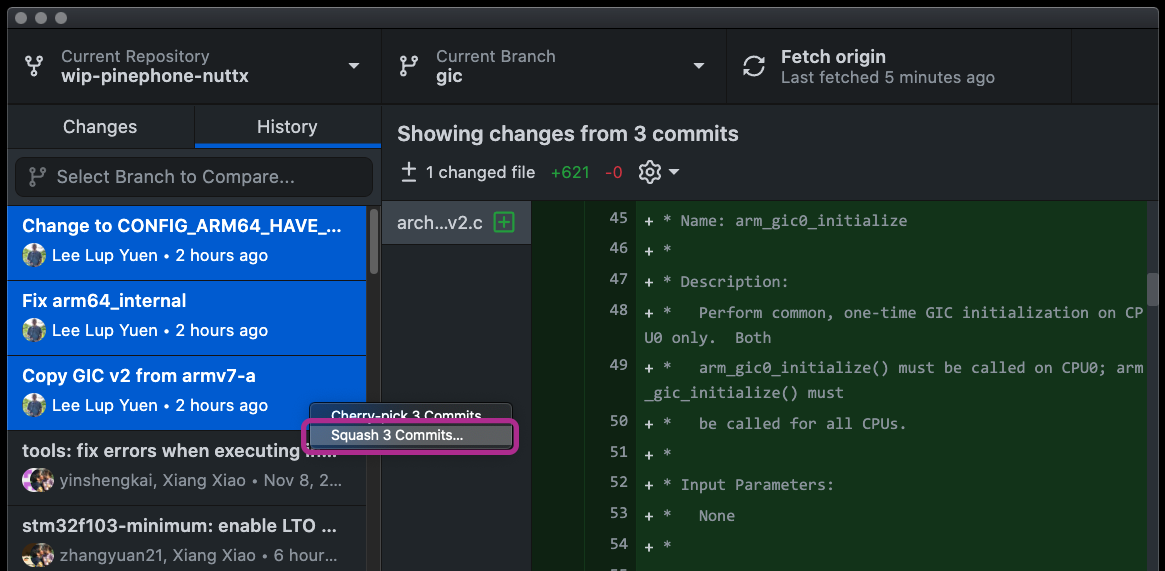 Current Repository
wip-pinephone-nuttx
Current Branch
gic
Fetch origin
Last fetched 5 minutes ago
Changes
History
Select Branch to Compare...
Change to CONFIG_ARM64_HAVE_...
Lee Lup Yuen • 2 hours ago
Fix arm64_internal
Lee Lup Yuen • 2 hours ago
Copy GIC v2 from armv7-a
Lee Lup Yuen • 2 hours ago
tools: fix errors when executing in...
yinshengkai, Xiang Xiao • Nov 8, 2...
stm32f103-minimum: enable LTO ...
zhangyuan21, Xiang Xiao • 6 hour...
Cherry-pick 3 Commits...
Squash 3 Commits...
Showing changes from 3 commits
1 changed file +621 -0
arch...v2.c
45 + * Name: arm_gic0_initialize
46 + *
47 + * Description:
48 + *   Perform common, one-time GIC initialization on CP
U0 only.  Both
49 + *   arm_gic0_initialize() must be called on CPU0; arm
_gic_initialize() must
50 + *   be called for all CPUs.
51 + *
52 + * Input Parameters:
53 + *   None
54 + *